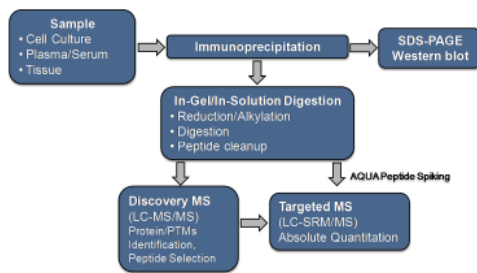 Sample
• Cell Culture
• Plasma/Serum
• Tissue
Immunoprecipitation
SDS-PAGE
Western blot
In-Gel/In-Solution Digestion
• Reduction/Alkylation
• Digestion
• Peptide cleanup
AQUA Peptide Spiking
Discovery MS
(LC-MS/MS)
Protein/PTMs
Identification,
Peptide Selection
Targeted MS
(LC-SRM/MS)
Absolute Quantitation